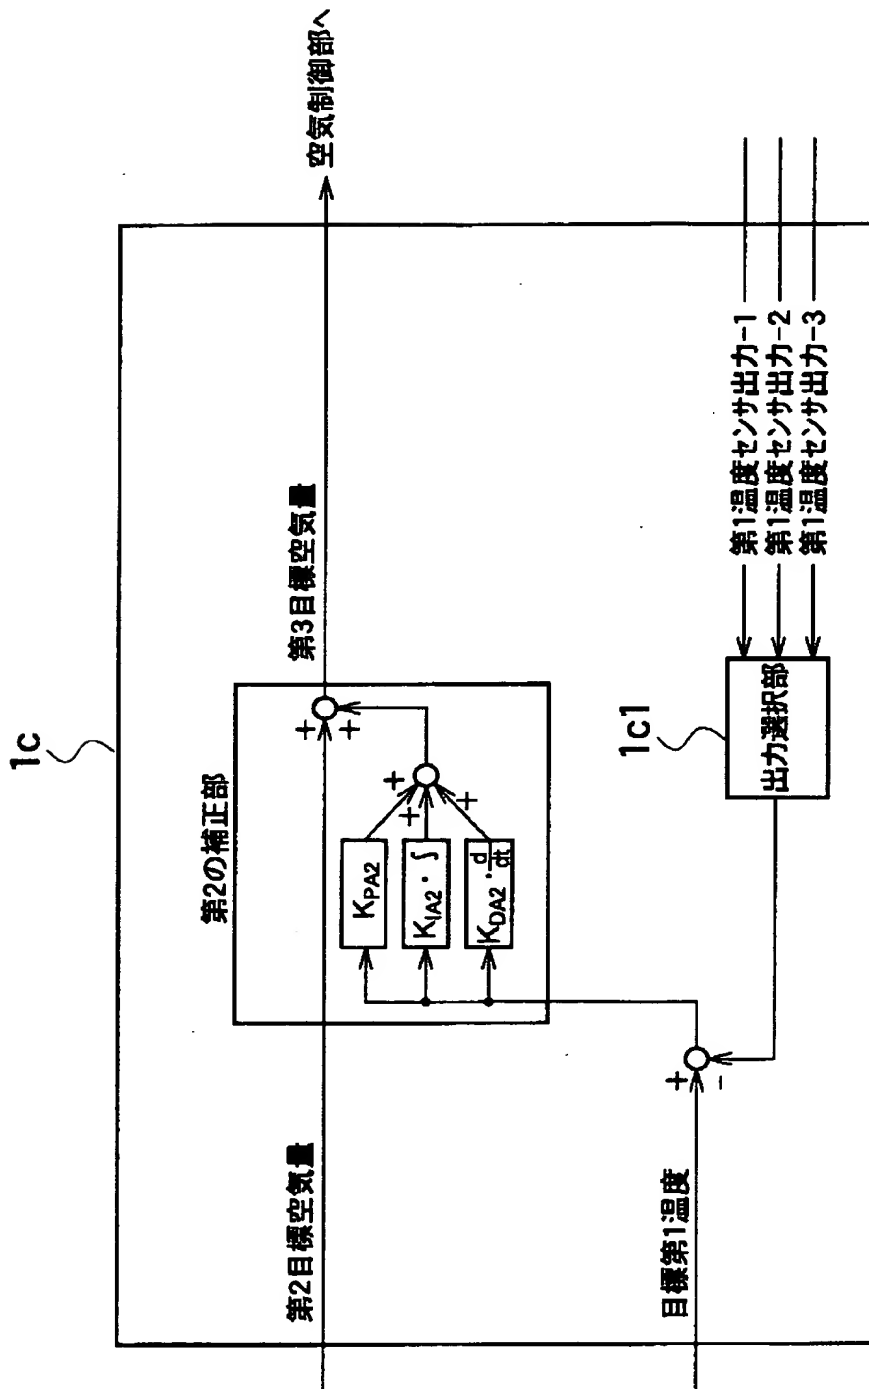 1c
第2の補正部
第2目標空気量
+
+
第3目標空気量
空気制御部へ
KPA2
KIA2・∫
KDA2・d/dt
+
+
+
目標第1温度
+
-
1c1
出力選択部
第1温度センサ出力-1
第1温度センサ出力-2
第1温度センサ出力-3